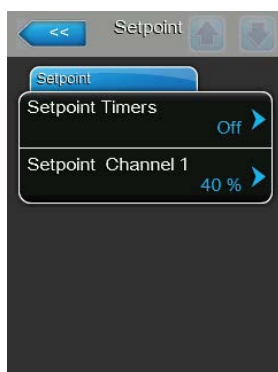 << Setpoint
Setpoint
Setpoint Timers
Off
Setpoint Channel 1
40 %